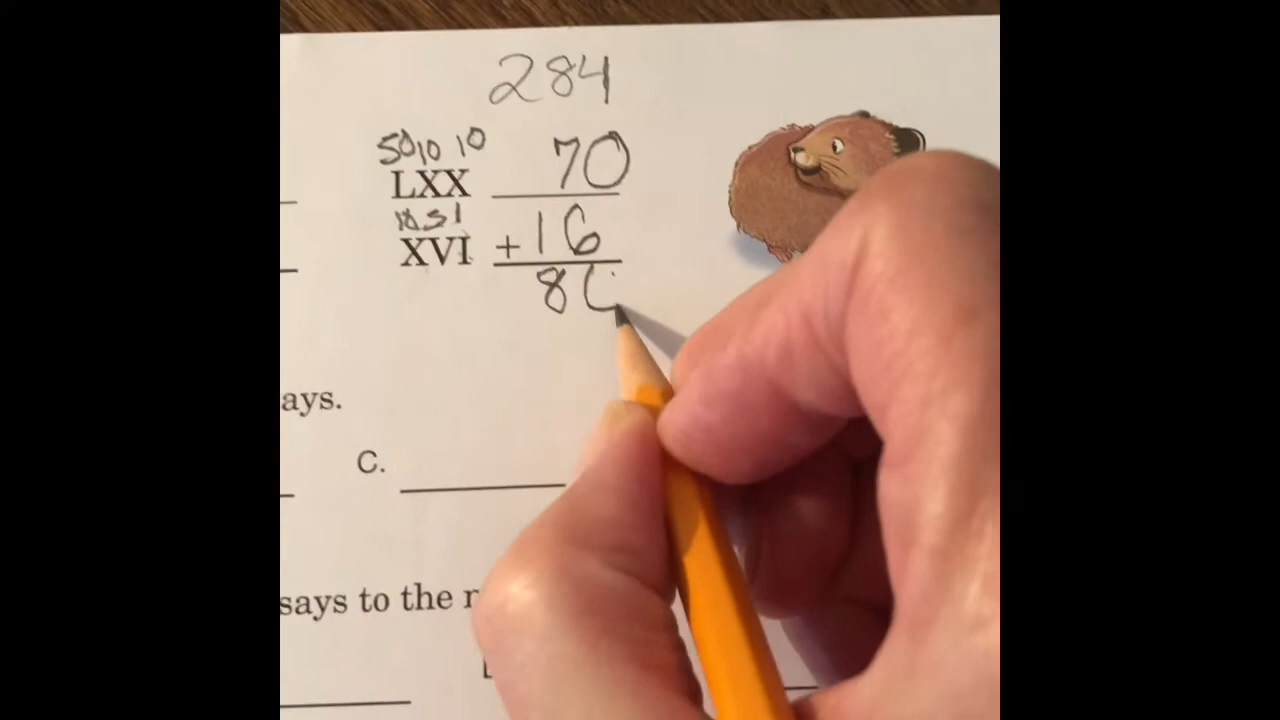 284
50 10 10
LXX 70
10 5 1
XVI + 16
8
ays.
C.
says to the